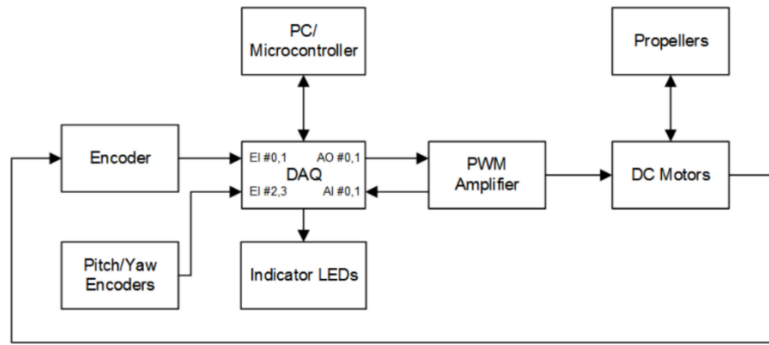 PC/
Microcontroller
Propellers
Encoder
EI #0,1 AO #0,1
DAQ
EI #2,3 AI #0,1
PWM
Amplifier
DC Motors
Pitch/Yaw
Encoders
Indicator LEDs